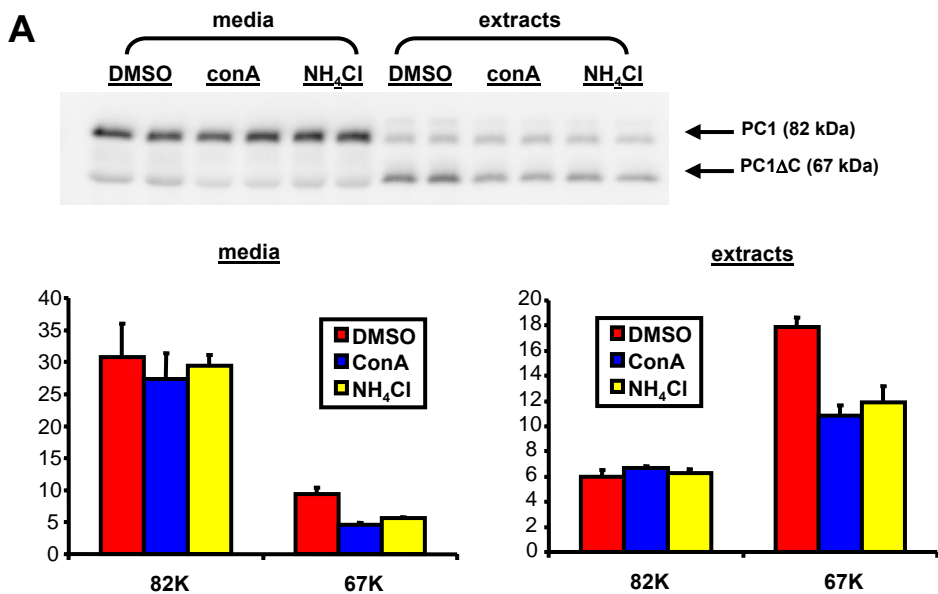 A
media extracts
DMSO conA NH4Cl DMSO conA NH4Cl
PC1 (82 kDa)
PC1ΔC (67 kDa)
media
40
35
30
25
20
15
10
5
0
DMSO
ConA
NH4Cl
82K 67K
extracts
20
18
16
14
12
10
8
6
4
2
0
DMSO
ConA
NH4Cl
82K 67K